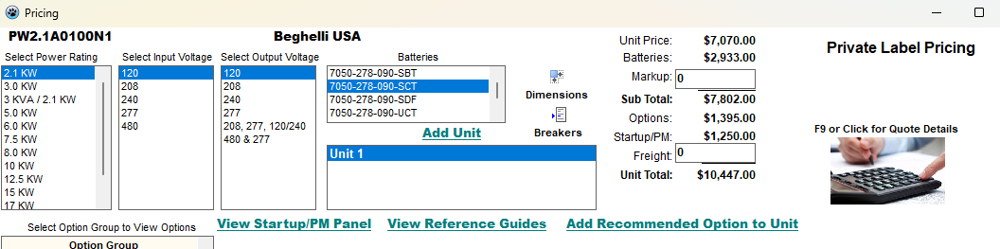 Pricing
PW2.1A0100N1
Beghelli USA
Select Power Rating
2.1 KW
3.0 KW
3 KVA / 2.1 KW
5.0 KW
6.0 KW
7.5 KW
8.0 KW
10 KW
12.5 KW
15 KW
17 KW
Select Input Voltage
120
208
240
277
480
Select Output Voltage
120
208
240
277
208, 277, 120/240
480 & 277
Batteries
7050-278-090-SBT
7050-278-090-SCT
7050-278-090-SDF
7050-278-090-UCT
Add Unit
Dimensions
Breakers
Unit 1
Unit Price: $7,070.00
Batteries: $2,933.00
Markup: 0
Sub Total: $7,802.00
Options: $1,395.00
Startup/PM: $1,250.00
Freight: 0
Unit Total: $10,447.00
Private Label Pricing
F9 or Click for Quote Details
Select Option Group to View Options
View Startup/PM Panel
View Reference Guides
Add Recommended Option to Unit
Option Group